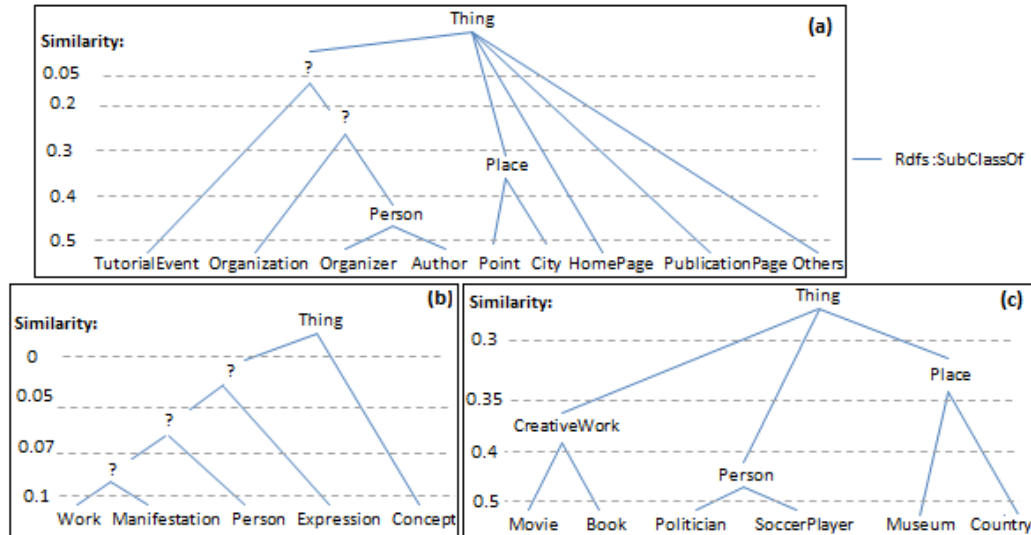 Thing
(a)
Similarity:
0.05
?
0.2
?
0.3
Place
Rdfs :SubClassOf
0.4
Person
0.5
TutorialEvent Organization Organizer Author Point City HomePage PublicationPage Others
(b)
Similarity:
Thing
0
?
0.05
?
0.07
?
0.1
Work Manifestation Person Expression Concept
Similarity:
Thing
(c)
0.3
Place
0.35
CreativeWork
0.4
Person
0.5
Movie Book Politician SoccerPlayer Museum Country